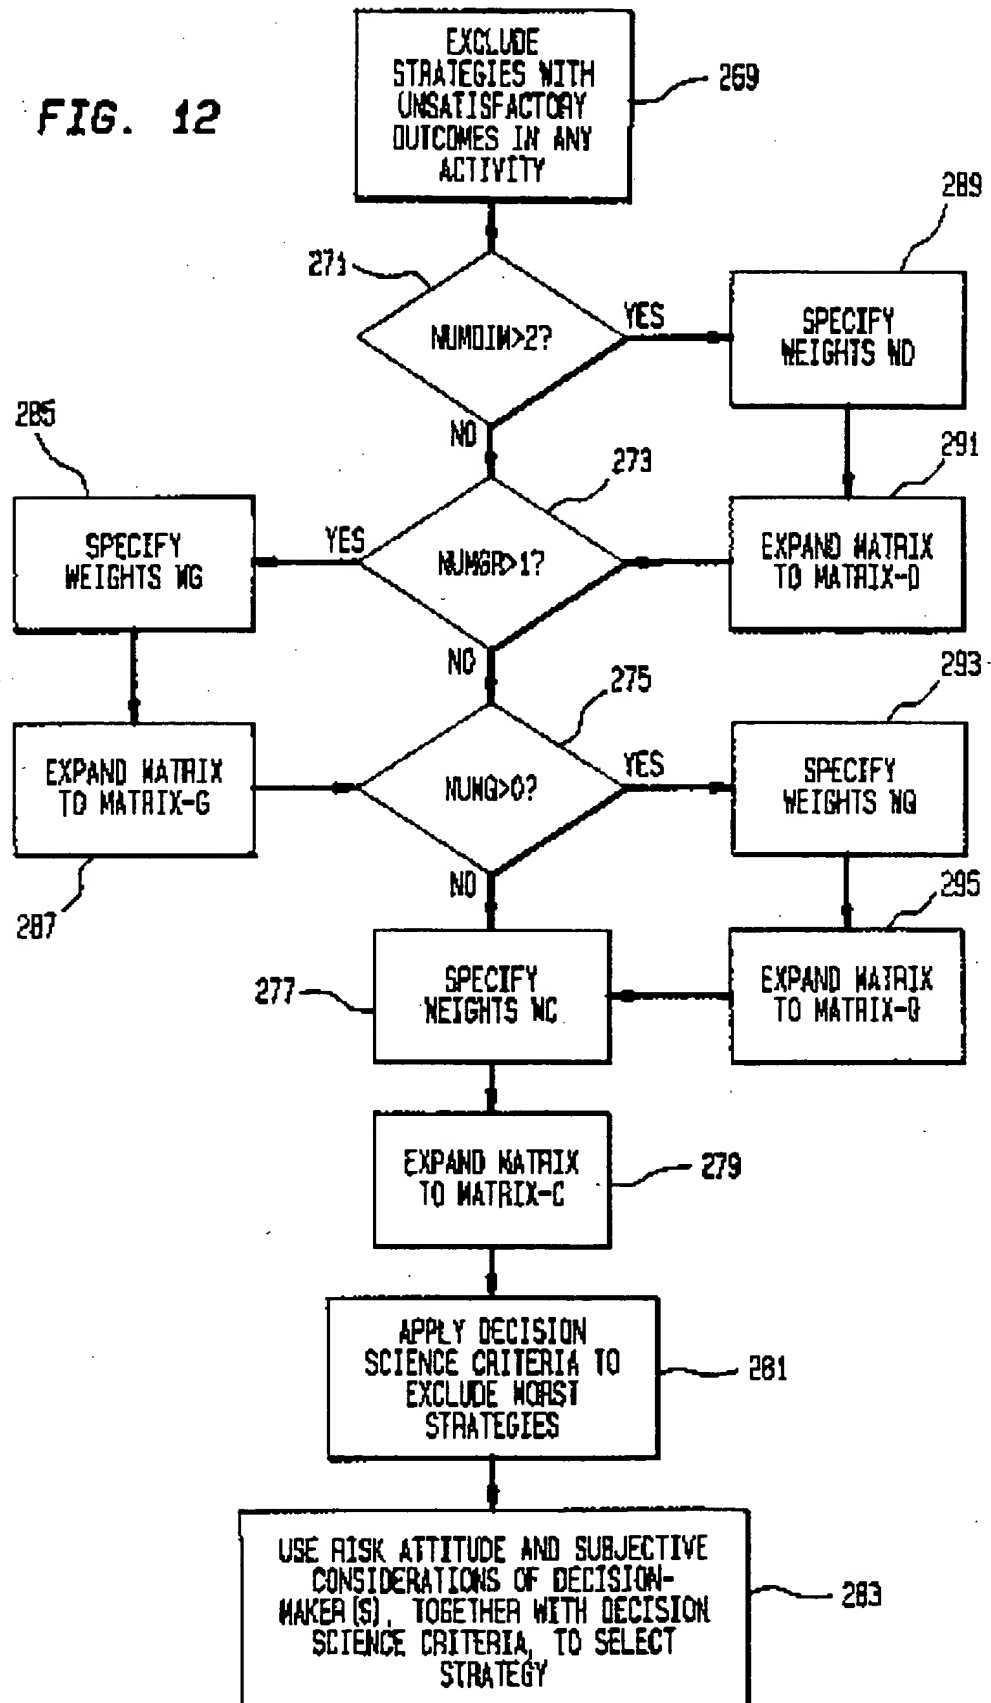 FIG. 12
EXCLUDE
STRATEGIES WITH
UNSATISFACTORY
OUTCOMES IN ANY
ACTIVITY
269
271
NUMDIM>2?
YES
NO
289
SPECIFY
WEIGHTS WD
291
EXPAND MATRIX
TO MATRIX-D
273
NUMGR>1?
YES
NO
285
SPECIFY
WEIGHTS WG
EXPAND MATRIX
TO MATRIX-G
287
275
NUMQ>0?
YES
NO
293
SPECIFY
WEIGHTS WQ
295
EXPAND MATRIX
TO MATRIX-Q
277
SPECIFY
WEIGHTS WC
EXPAND MATRIX
TO MATRIX-C
279
APPLY DECISION
SCIENCE CRITERIA TO
EXCLUDE WORST
STRATEGIES
281
USE RISK ATTITUDE AND SUBJECTIVE
CONSIDERATIONS OF DECISION-
MAKER(S), TOGETHER WITH DECISION
SCIENCE CRITERIA, TO SELECT
STRATEGY
283